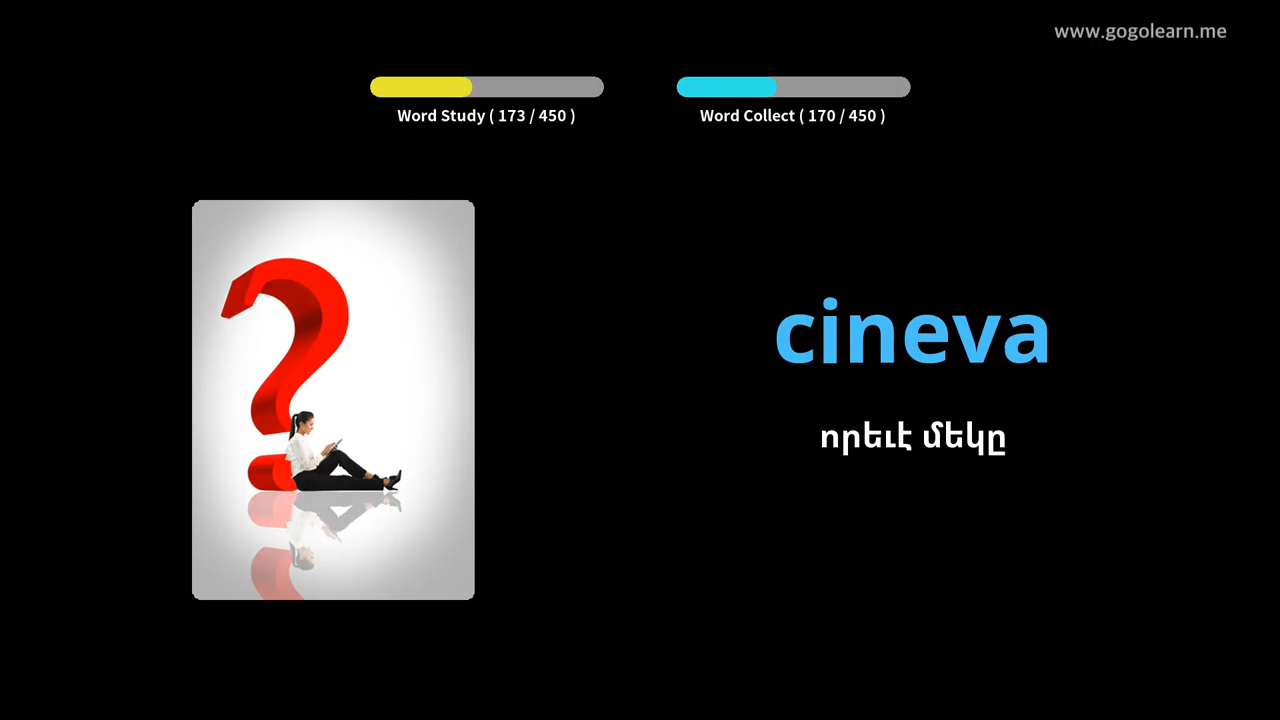 www.gogolearn.me
Word Study ( 173 / 450 )
Word Collect ( 170 / 450 )
cineva
որեւէ մեկը